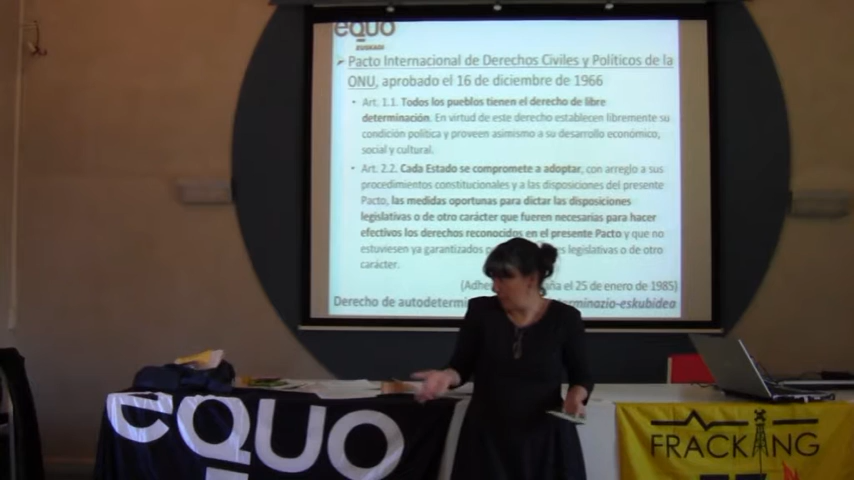 equo
EUSKADI
Pacto Internacional de Derechos Civiles y Políticos de la
ONU, aprobado el 16 de diciembre de 1966
• Art. 1.1. Todos los pueblos tienen el derecho de libre
determinación. En virtud de este derecho establecen libremente su
condición política y proveen asimismo a su desarrollo económico,
social y cultural.
• Art. 2.2. Cada Estado se compromete a adoptar, con arreglo a sus
procedimientos constitucionales y a las disposiciones del presente
Pacto, las medidas oportunas para dictar las disposiciones
legislativas o de otro carácter que fueren necesarias para hacer
efectivos los derechos reconocidos en el presente Pacto y que no
estuviesen ya garantizados es legislativas o de otro
carácter.
(Adhe aña el 25 de enero de 1985)
Derecho de autodetermi terminazio-eskubidea
equo
FRACKING